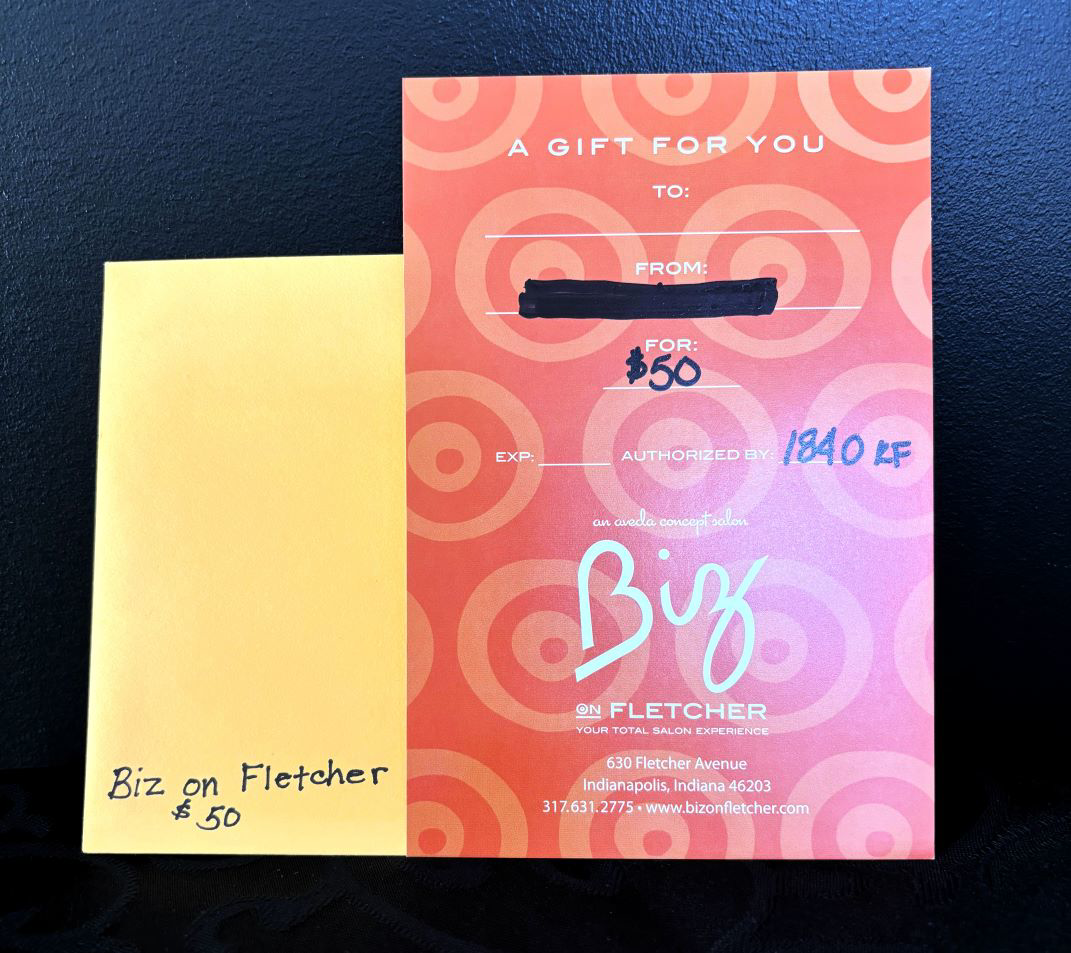 A GIFT FOR YOU
TO:
FROM:
FOR:
$50
EXP: AUTHORIZED BY: 1840 RF
an aveda concept salon
Biz
ON FLETCHER
YOUR TOTAL SALON EXPERIENCE
630 Fletcher Avenue
Indianapolis, Indiana 46203
317.631.2775 • www.bizonfletcher.com
Biz on Fletcher
$50